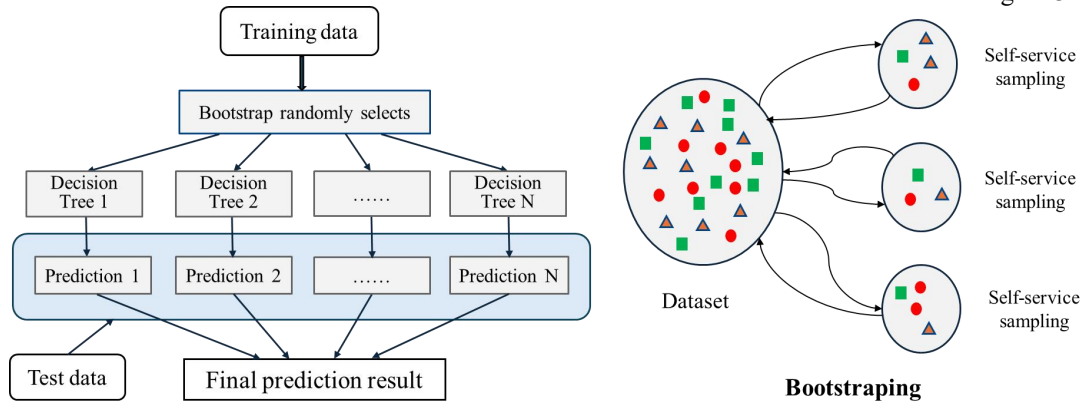 Training data
Bootstrap randomly selects
Decision
Tree 1
Decision
Tree 2
……
Decision
Tree N
Prediction 1
Prediction 2
……
Prediction N
Test data
Final prediction result
Self-service
sampling
Self-service
sampling
Self-service
sampling
Dataset
Bootstraping